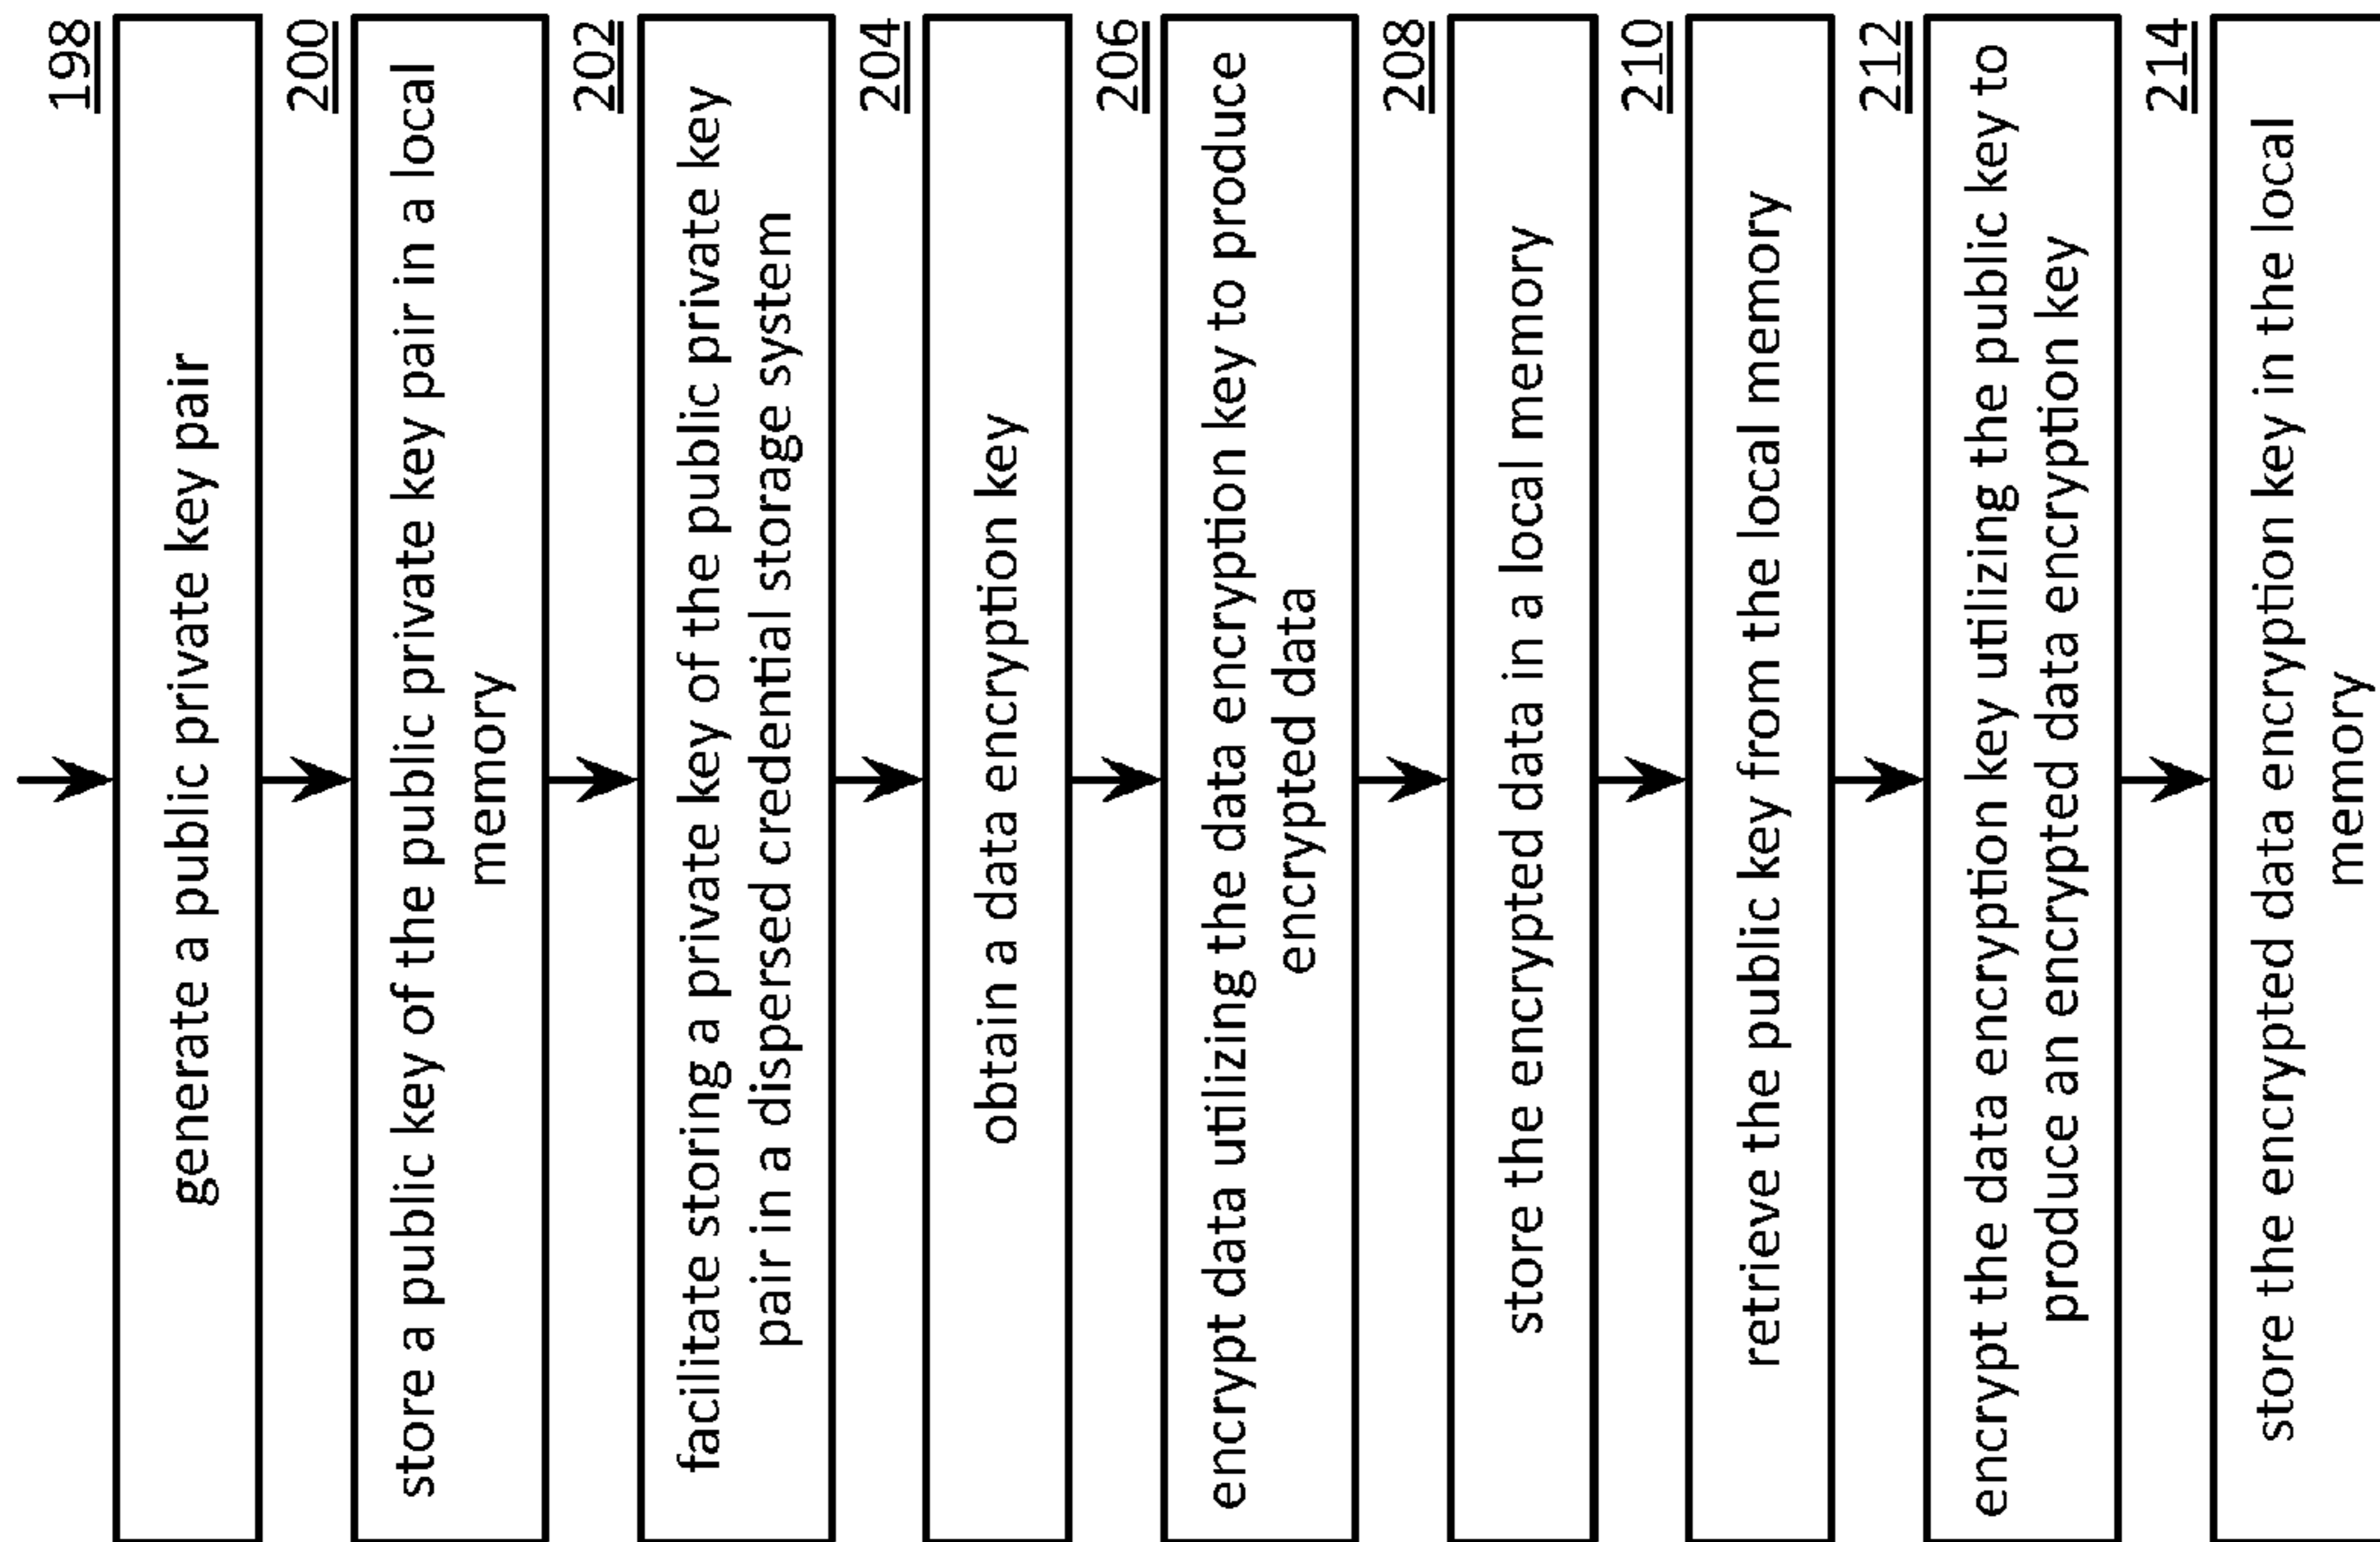 198
generate a public private key pair
200
store a public key of the public private key pair in a local
memory
202
facilitate storing a private key of the public private key
pair in a dispersed credential storage system
204
obtain a data encryption key
206
encrypt data utilizing the data encryption key to produce
encrypted data
208
store the encrypted data in a local memory
210
retrieve the public key from the local memory
212
encrypt the data encryption key utilizing the public key to
produce an encrypted data encryption key
214
store the encrypted data encryption key in the local
memory